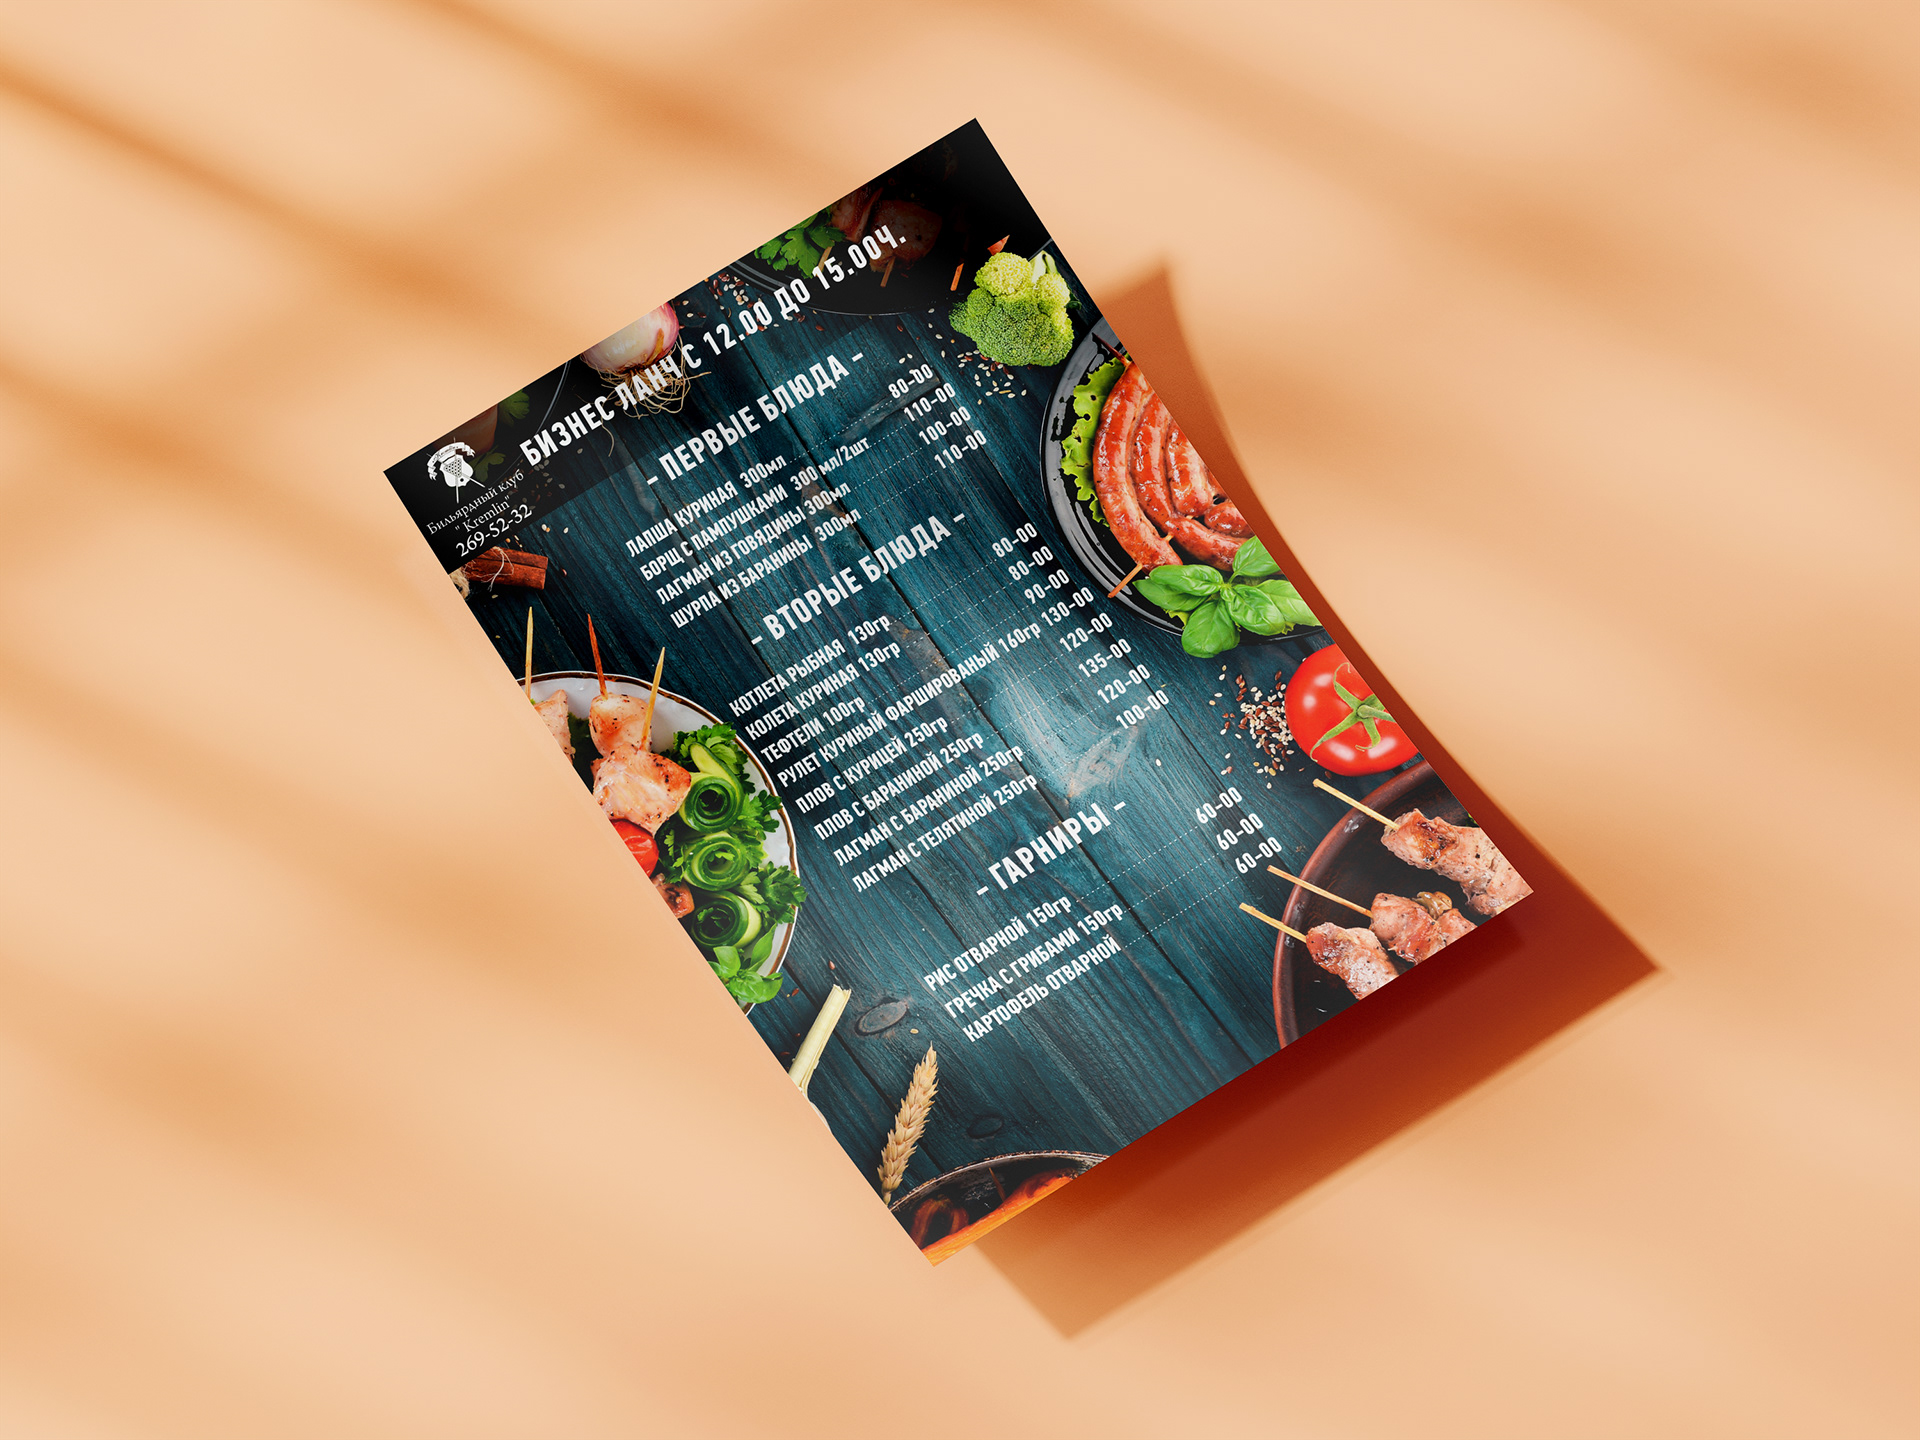 БИЗНЕС ЛАНЧ С 12.00 ДО 15.00Ч.
Бильярдный клуб
" Kremlin"
269-52-32
- ПЕРВЫЕ БЛЮДА -
ЛАПША КУРИНАЯ 300мл 80-00
БОРЩ С ПАМПУШКАМИ 300 мл/2шт 110-00
ЛАГМАН ИЗ ГОВЯДИНЫ 300мл 100-00
ШУРПА ИЗ БАРАНИНЫ 300мл 110-00
- ВТОРЫЕ БЛЮДА -
КОТЛЕТА РЫБНАЯ 130гр 80-00
КОЛЕТА КУРИНАЯ 130гр 80-00
ТЕФТЕЛИ 100гр 90-00
РУЛЕТ КУРИНЫЙ ФАРШИРОВАНЫЙ 160гр 130-00
ПЛОВ С КУРИЦЕЙ 250гр 120-00
ПЛОВ С БАРАНИНОЙ 250гр 135-00
ЛАГМАН С БАРАНИНОЙ 250гр 120-00
ЛАГМАН С ТЕЛЯТИНОЙ 250гр 100-00
- ГАРНИРЫ -
РИС ОТВАРНОЙ 150гр 60-00
ГРЕЧКА С ГРИБАМИ 150гр 60-00
КАРТОФЕЛЬ ОТВАРНОЙ 60-00